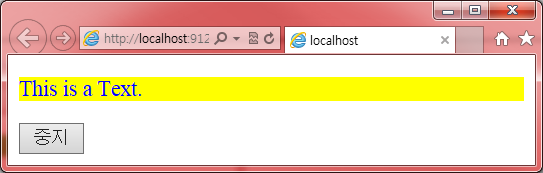 http://localhost:912
localhost
This is a Text.
중지